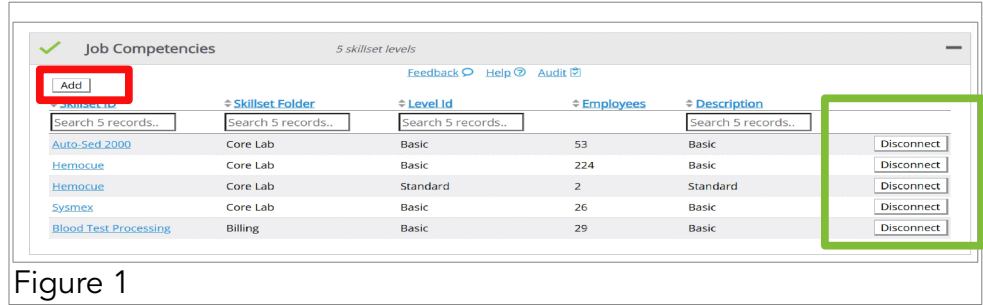 Job Competencies 5 skillset levels
Feedback Help Audit
Add
Skillset ID Skillset Folder Level Id Employees Description
Search 5 records.. Search 5 records.. Search 5 records.. Search 5 records..
Auto-Sed 2000 Core Lab Basic 53 Basic Disconnect
Hemocue Core Lab Basic 224 Basic Disconnect
Hemocue Core Lab Standard 2 Standard Disconnect
Sysmex Core Lab Basic 26 Basic Disconnect
Blood Test Processing Billing Basic 29 Basic Disconnect
Figure 1